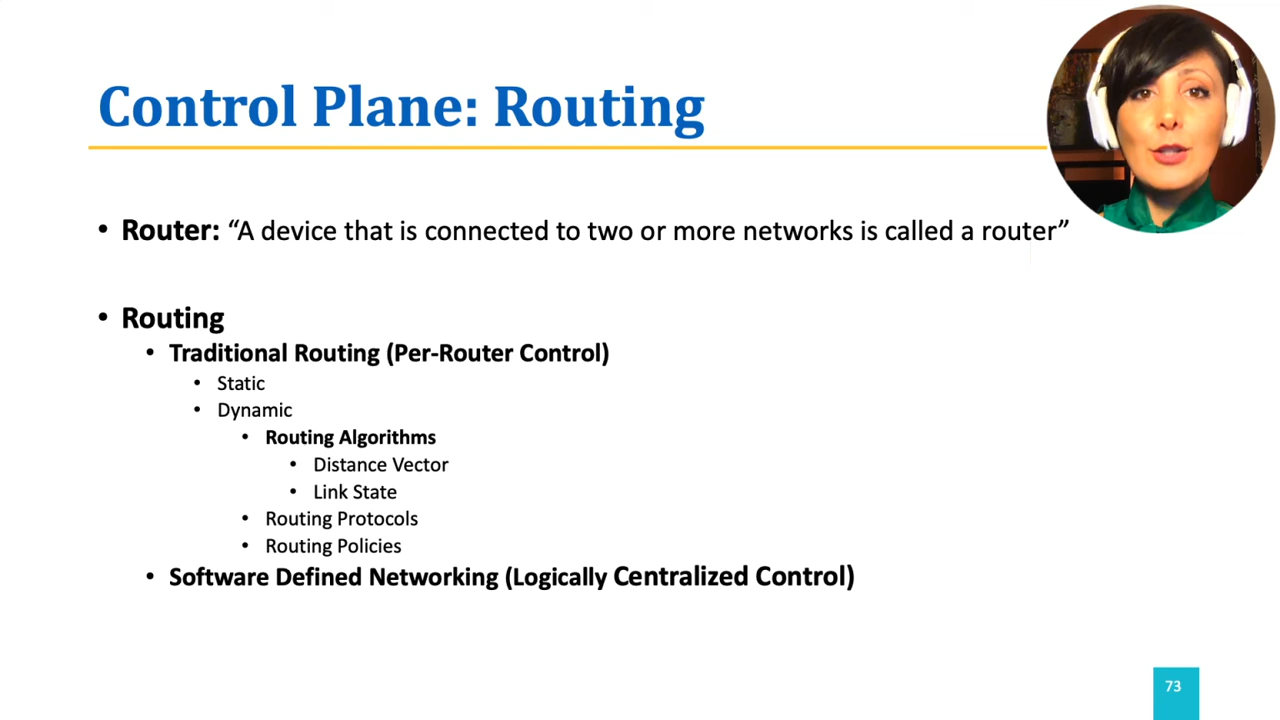 Control Plane: Routing
• Router: “A device that is connected to two or more networks is called a router”
• Routing
• Traditional Routing (Per-Router Control)
• Static
• Dynamic
• Routing Algorithms
• Distance Vector
• Link State
• Routing Protocols
• Routing Policies
• Software Defined Networking (Logically Centralized Control)
73